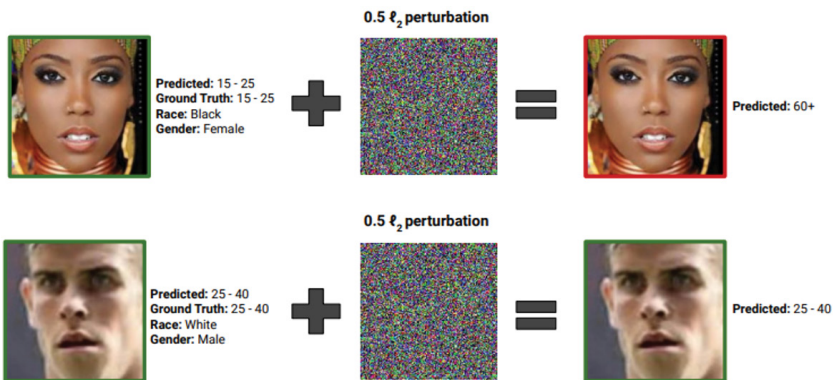 0.5 ℓ2 perturbation
Predicted: 15 - 25
Ground Truth: 15 - 25
Race: Black
Gender: Female
Predicted: 60+
0.5 ℓ2 perturbation
Predicted: 25 - 40
Ground Truth: 25 - 40
Race: White
Gender: Male
Predicted: 25 - 40